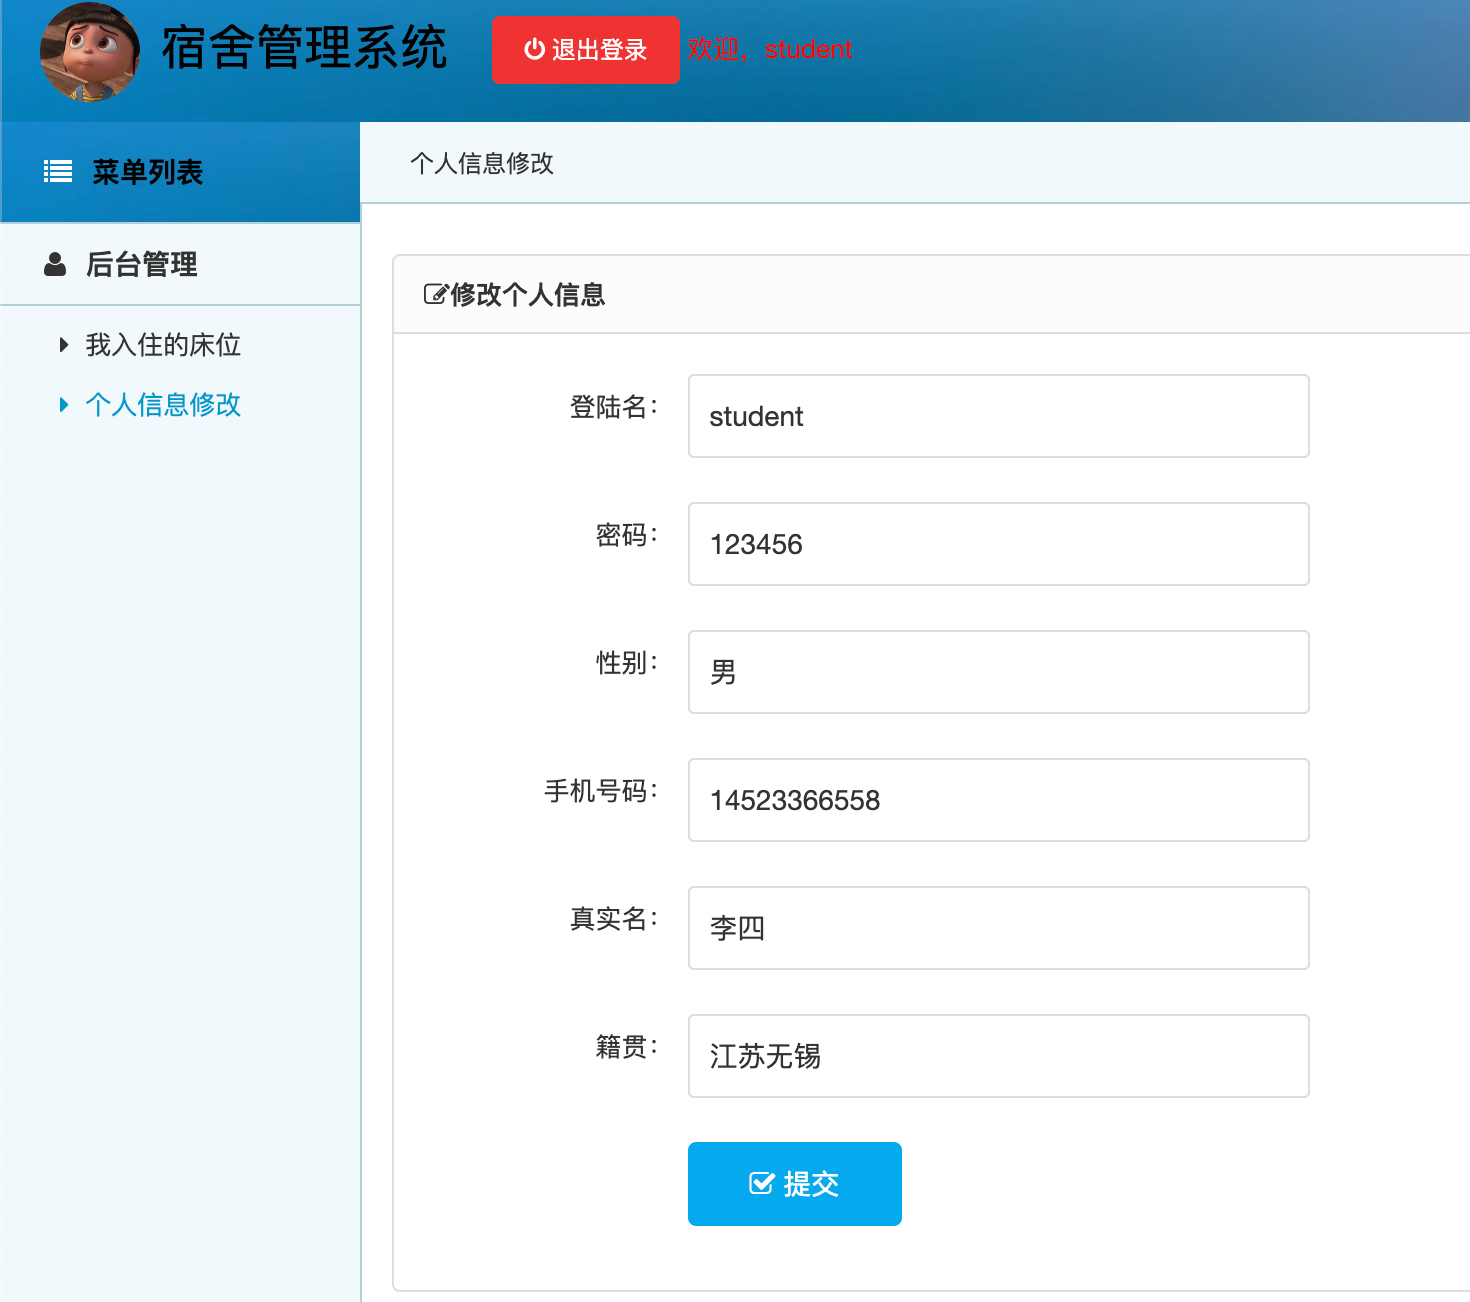 宿舍管理系统
退出登录 欢迎，student
菜单列表
个人信息修改
后台管理
我入住的床位
个人信息修改
修改个人信息
登陆名： student
密码： 123456
性别： 男
手机号码： 14523366558
真实名： 李四
籍贯： 江苏无锡
提交